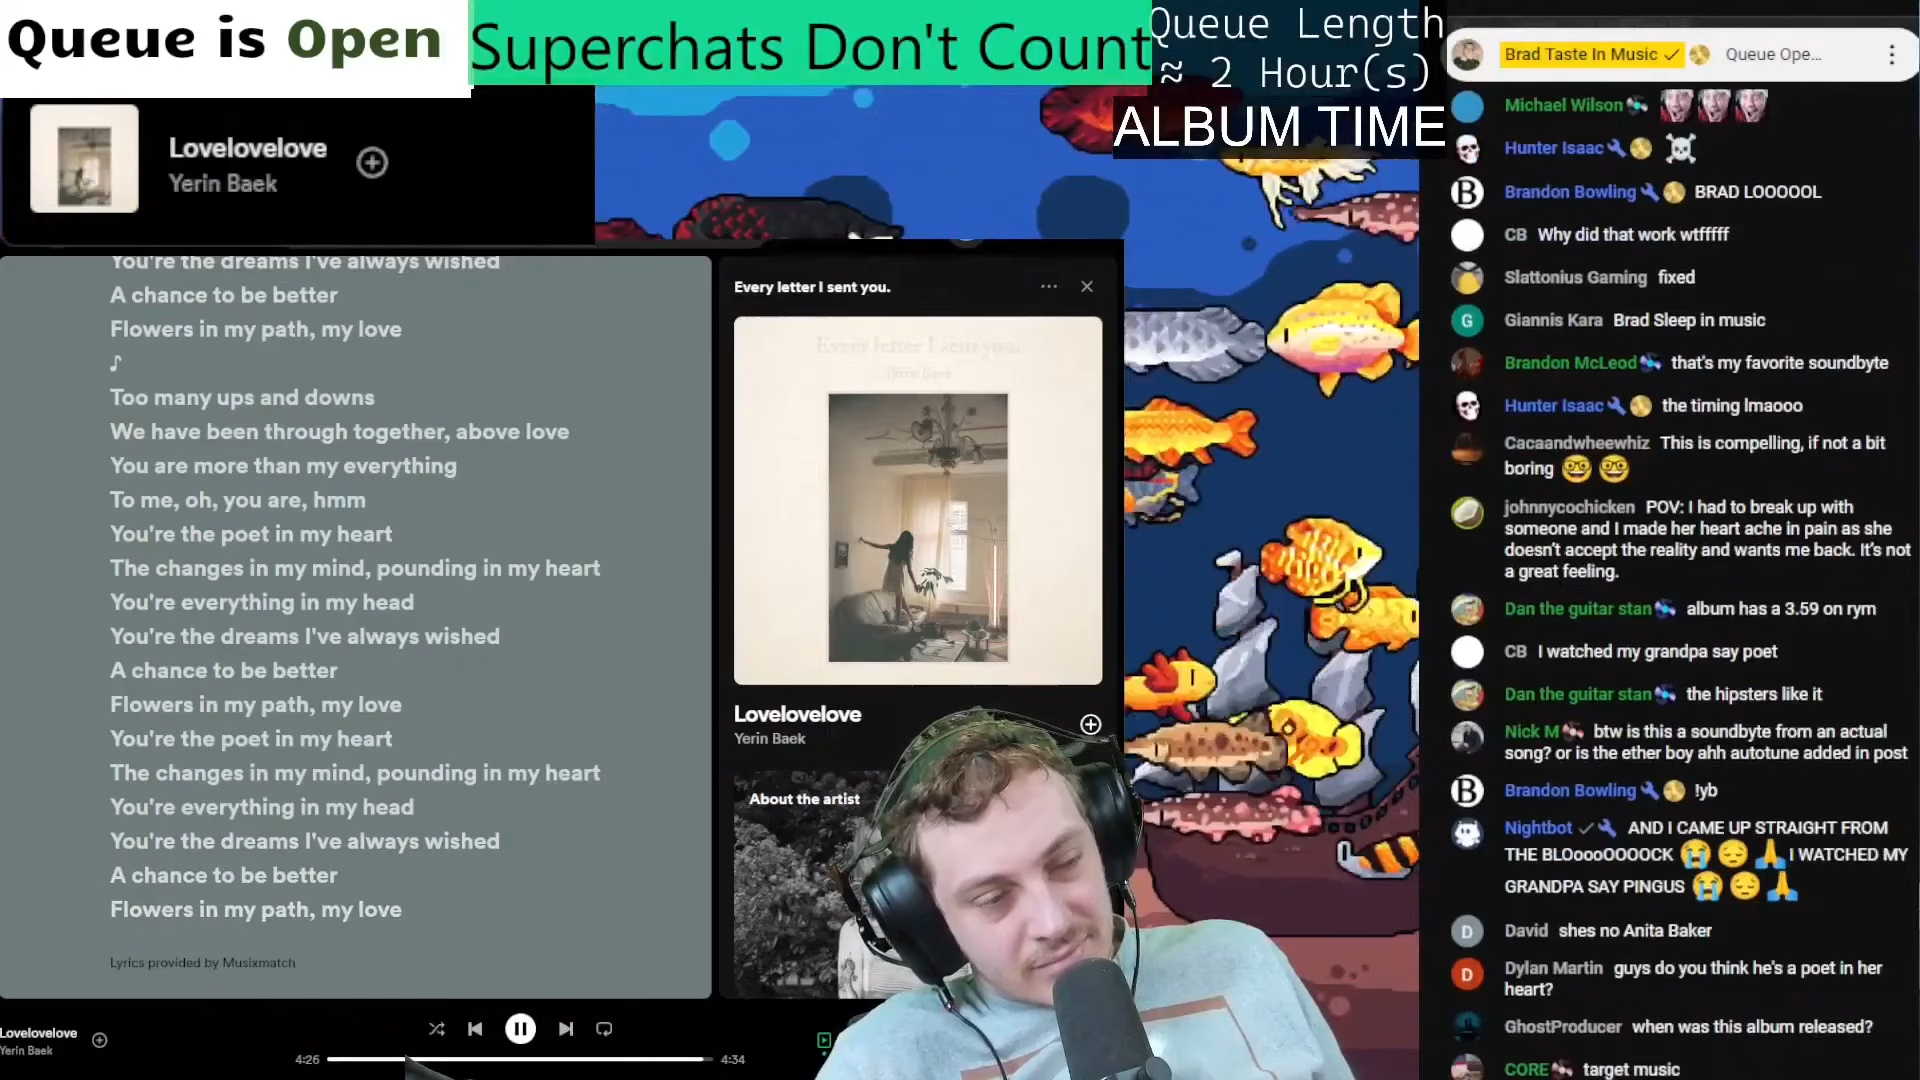 Queue is Open
Superchats Don't Count
Queue Length
≈ 2 Hour(s)
ALBUM TIME
Lovelovelove
Yerin Baek
You're the dreams I've always wished
A chance to be better
Flowers in my path, my love
♪
Too many ups and downs
We have been through together, above love
You are more than my everything
To me, oh, you are, hmm
You're the poet in my heart
The changes in my mind, pounding in my heart
You're everything in my head
You're the dreams I've always wished
A chance to be better
Flowers in my path, my love
You're the poet in my heart
The changes in my mind, pounding in my heart
You're everything in my head
You're the dreams I've always wished
A chance to be better
Flowers in my path, my love
Lyrics provided by Musixmatch
Every letter I sent you.
Every letter I sent you.
Yerin Baek
Lovelovelove
Yerin Baek
About the artist
Lovelovelove
Yerin Baek
4:26
4:34
Brad Taste In Music Queue Ope...
Michael Wilson
Hunter Isaac
Brandon Bowling BRAD LOOOOOL
CB Why did that work wtfffff
Slattonius Gaming fixed
G Giannis Kara Brad Sleep in music
Brandon McLeod that's my favorite soundbyte
Hunter Isaac the timing lmaooo
Cacaandwheewhiz This is compelling, if not a bit
boring
johnnycochicken POV: I had to break up with
someone and I made her heart ache in pain as she
doesn't accept the reality and wants me back. It's not
a great feeling.
Dan the guitar stan album has a 3.59 on rym
CB I watched my grandpa say poet
Dan the guitar stan the hipsters like it
Nick M btw is this a soundbyte from an actual
song? or is the ether boy ahh autotune added in post
Brandon Bowling !yb
Nightbot AND I CAME UP STRAIGHT FROM
THE BLOoooOOOOCK I WATCHED MY
GRANDPA SAY PINGUS
D David shes no Anita Baker
D Dylan Martin guys do you think he's a poet in her
heart?
GhostProducer when was this album released?
CORE target music